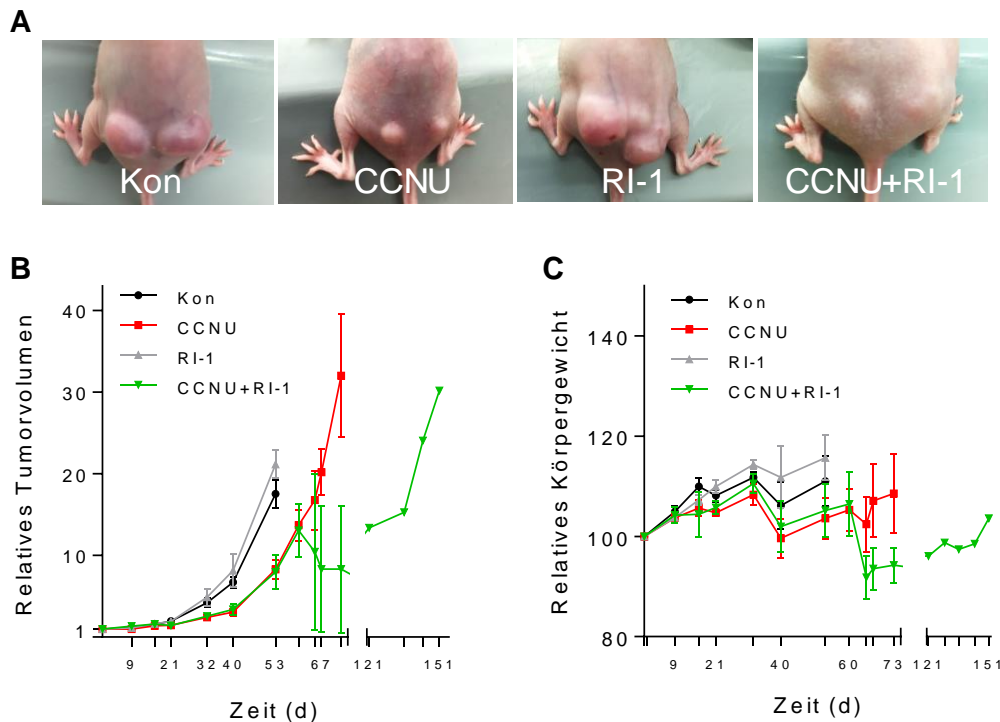 A
Kon
CCNU
RI-1
CCNU+RI-1
B
Relatives Tumorvolumen
40
30
20
10
1
Kon
CCNU
RI-1
CCNU+RI-1
9
21
32
40
53
67
121
151
Zeit (d)
C
Relatives Körpergewicht
140
120
100
80
Kon
CCNU
RI-1
CCNU+RI-1
9
21
40
60
73
121
151
Zeit (d)